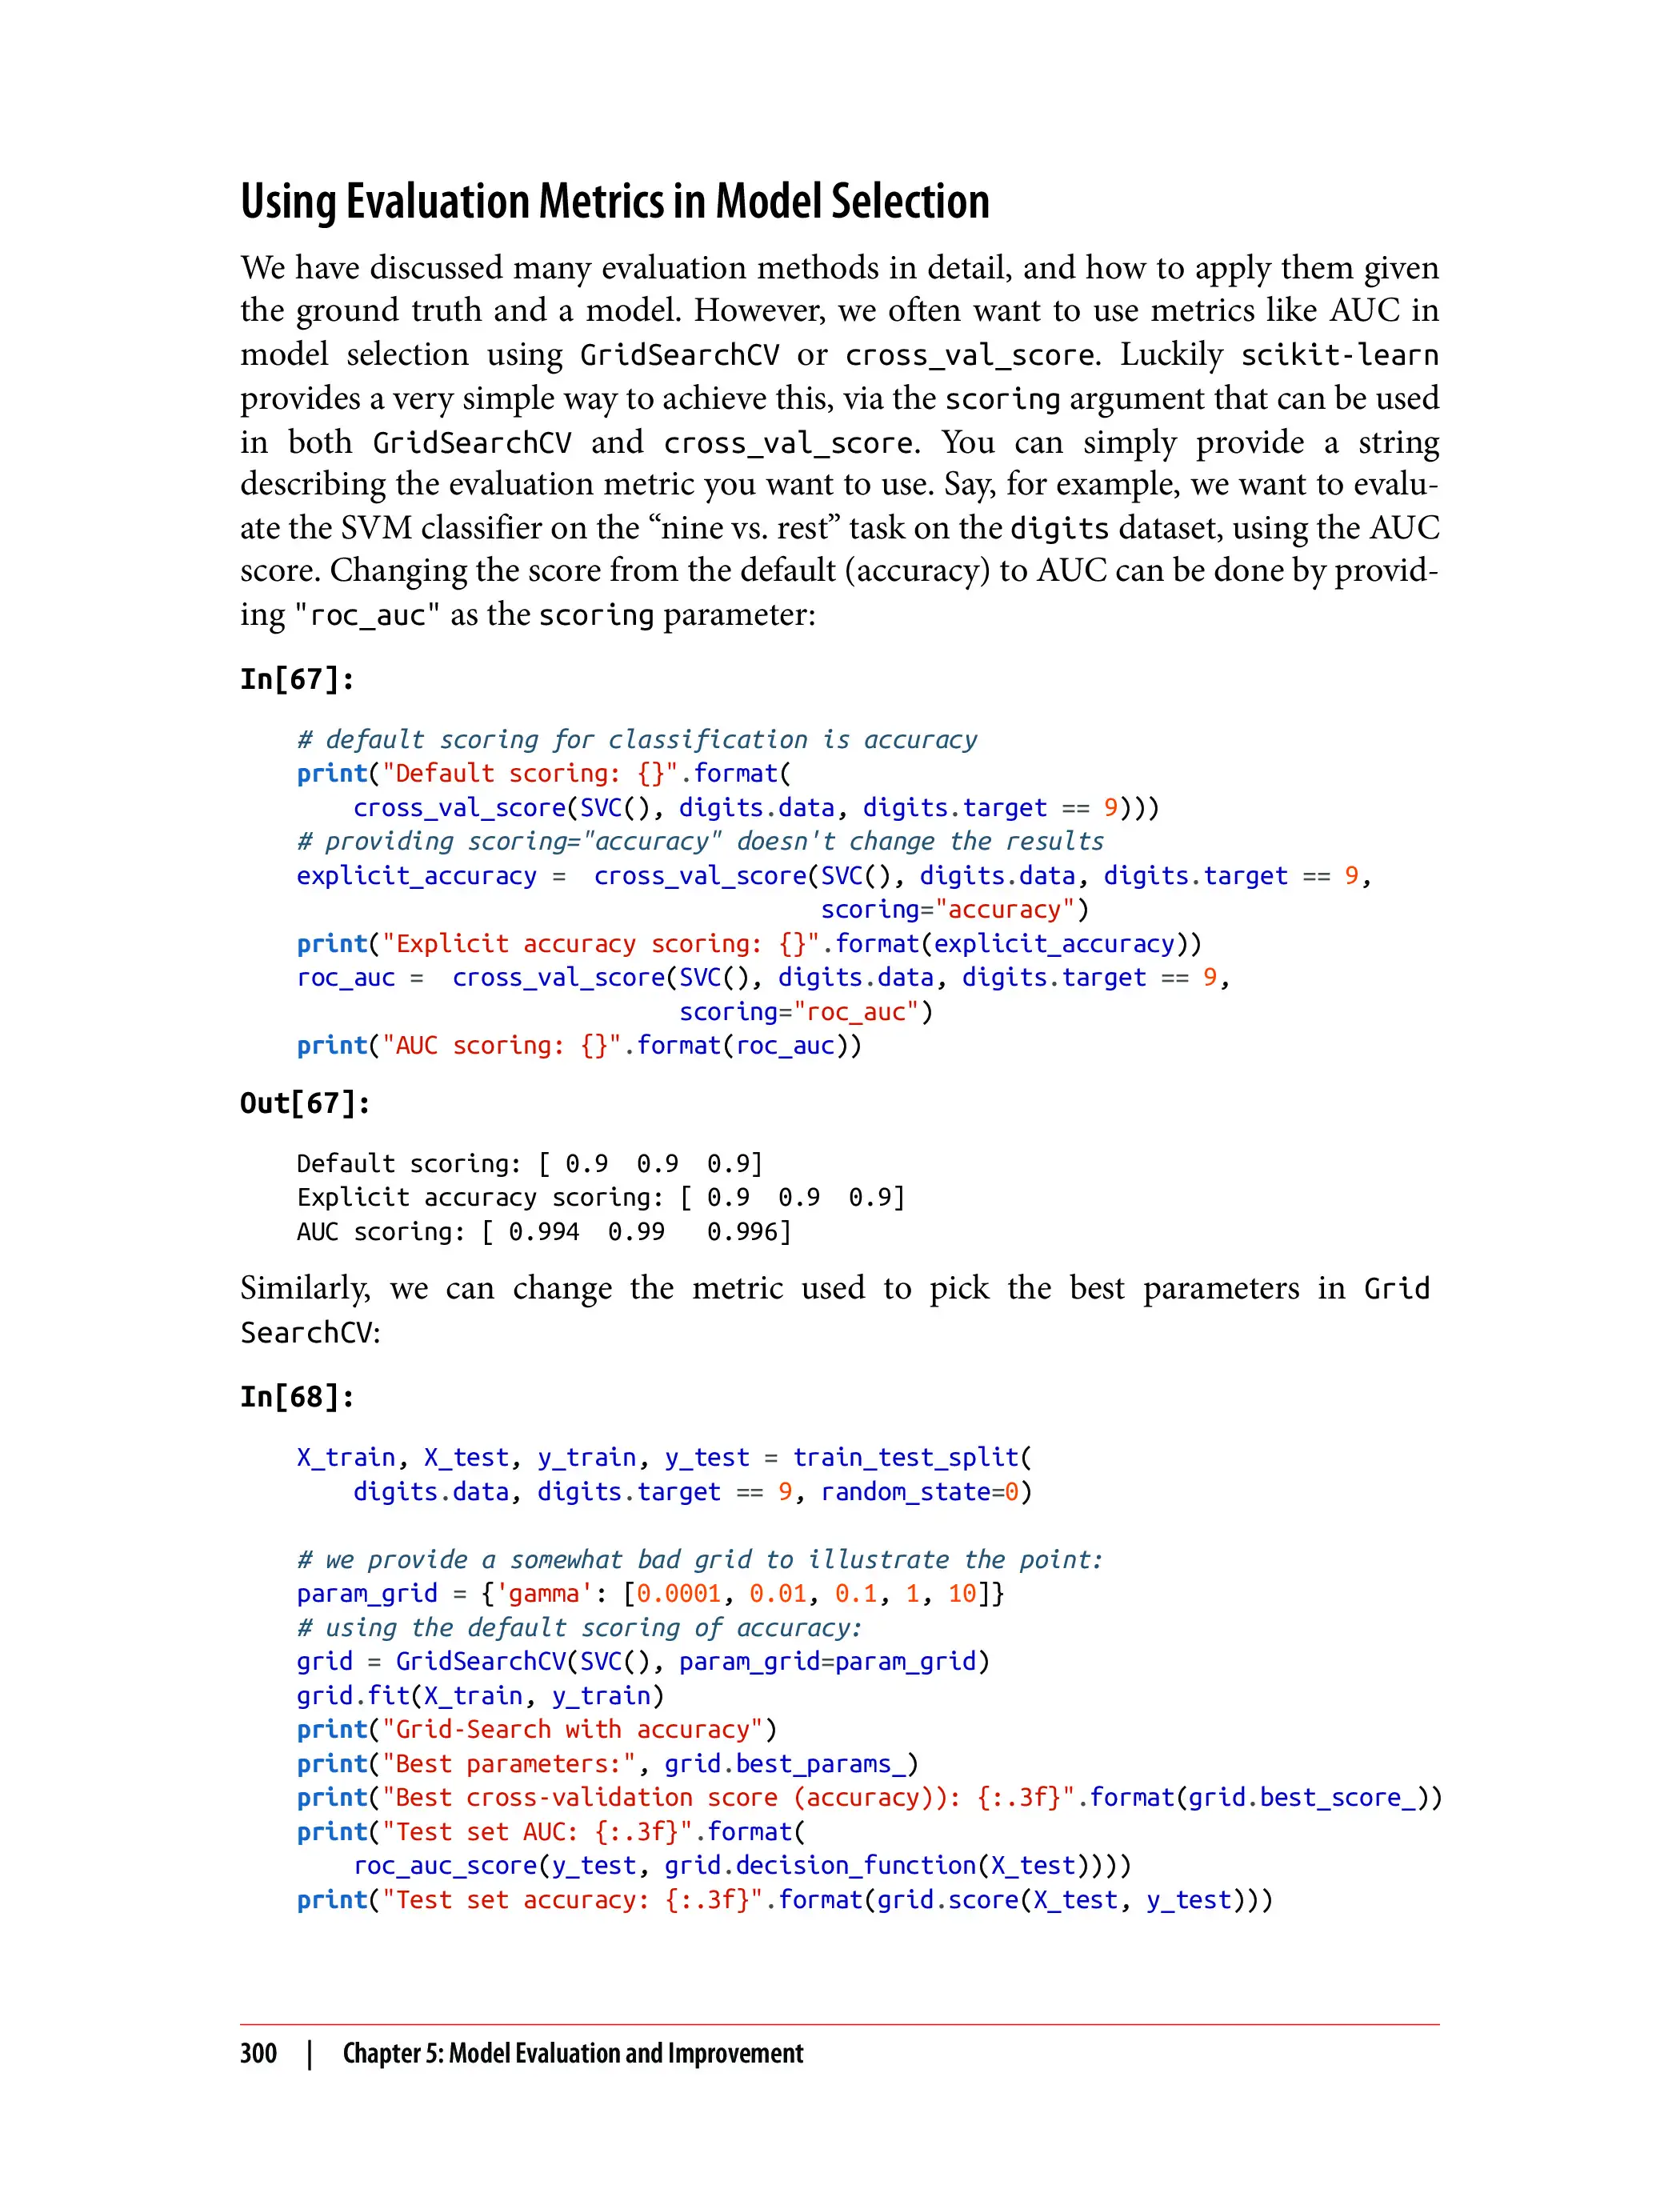 Using Evaluation Metrics in Model Selection
We have discussed many evaluation methods in detail, and how to apply them given
the ground truth and a model. However, we often want to use metrics like AUC in
model selection using GridSearchCV or cross_val_score. Luckily scikit-learn
provides a very simple way to achieve this, via the scoring argument that can be used
in both GridSearchCV and cross_val_score. You can simply provide a string
describing the evaluation metric you want to use. Say, for example, we want to evalu-
ate the SVM classifier on the “nine vs. rest” task on the digits dataset, using the AUC
score. Changing the score from the default (accuracy) to AUC can be done by provid-
ing "roc_auc" as the scoring parameter:
In[67]:
# default scoring for classification is accuracy
print("Default scoring: {}".format(
    cross_val_score(SVC(), digits.data, digits.target == 9)))
# providing scoring="accuracy" doesn't change the results
explicit_accuracy =  cross_val_score(SVC(), digits.data, digits.target == 9,
                                     scoring="accuracy")
print("Explicit accuracy scoring: {}".format(explicit_accuracy))
roc_auc =  cross_val_score(SVC(), digits.data, digits.target == 9,
                           scoring="roc_auc")
print("AUC scoring: {}".format(roc_auc))
Out[67]:
Default scoring: [ 0.9  0.9  0.9]
Explicit accuracy scoring: [ 0.9  0.9  0.9]
AUC scoring: [ 0.994  0.99   0.996]
Similarly, we can change the metric used to pick the best parameters in Grid
SearchCV:
In[68]:
X_train, X_test, y_train, y_test = train_test_split(
    digits.data, digits.target == 9, random_state=0)
# we provide a somewhat bad grid to illustrate the point:
param_grid = {'gamma': [0.0001, 0.01, 0.1, 1, 10]}
# using the default scoring of accuracy:
grid = GridSearchCV(SVC(), param_grid=param_grid)
grid.fit(X_train, y_train)
print("Grid-Search with accuracy")
print("Best parameters:", grid.best_params_)
print("Best cross-validation score (accuracy)): {:.3f}".format(grid.best_score_))
print("Test set AUC: {:.3f}".format(
    roc_auc_score(y_test, grid.decision_function(X_test))))
print("Test set accuracy: {:.3f}".format(grid.score(X_test, y_test)))
300 | Chapter 5: Model Evaluation and Improvement